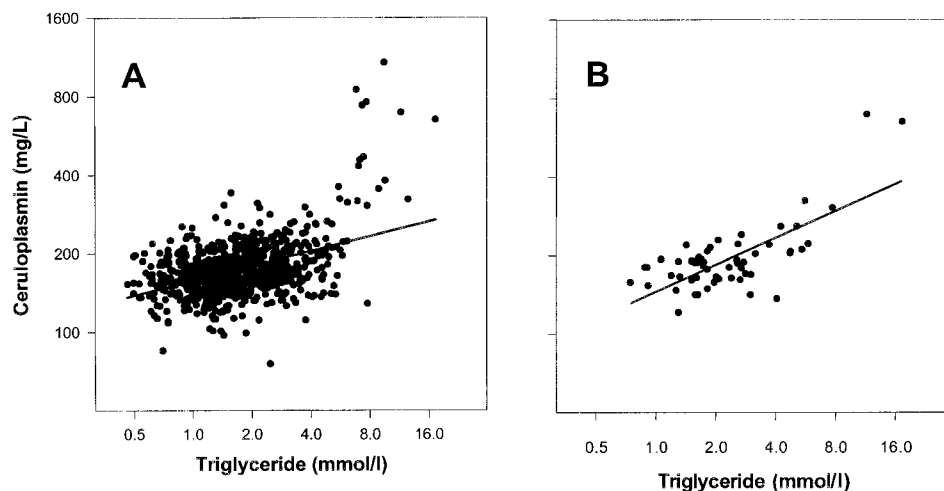 1600
A
B
800
400
200
100
Ceruloplasmin (mg/L)
0.5 1.0 2.0 4.0 8.0 16.0
Triglyceride (mmol/l)
0.5 1.0 2.0 4.0 8.0 16.0
Triglyceride (mmol/l)